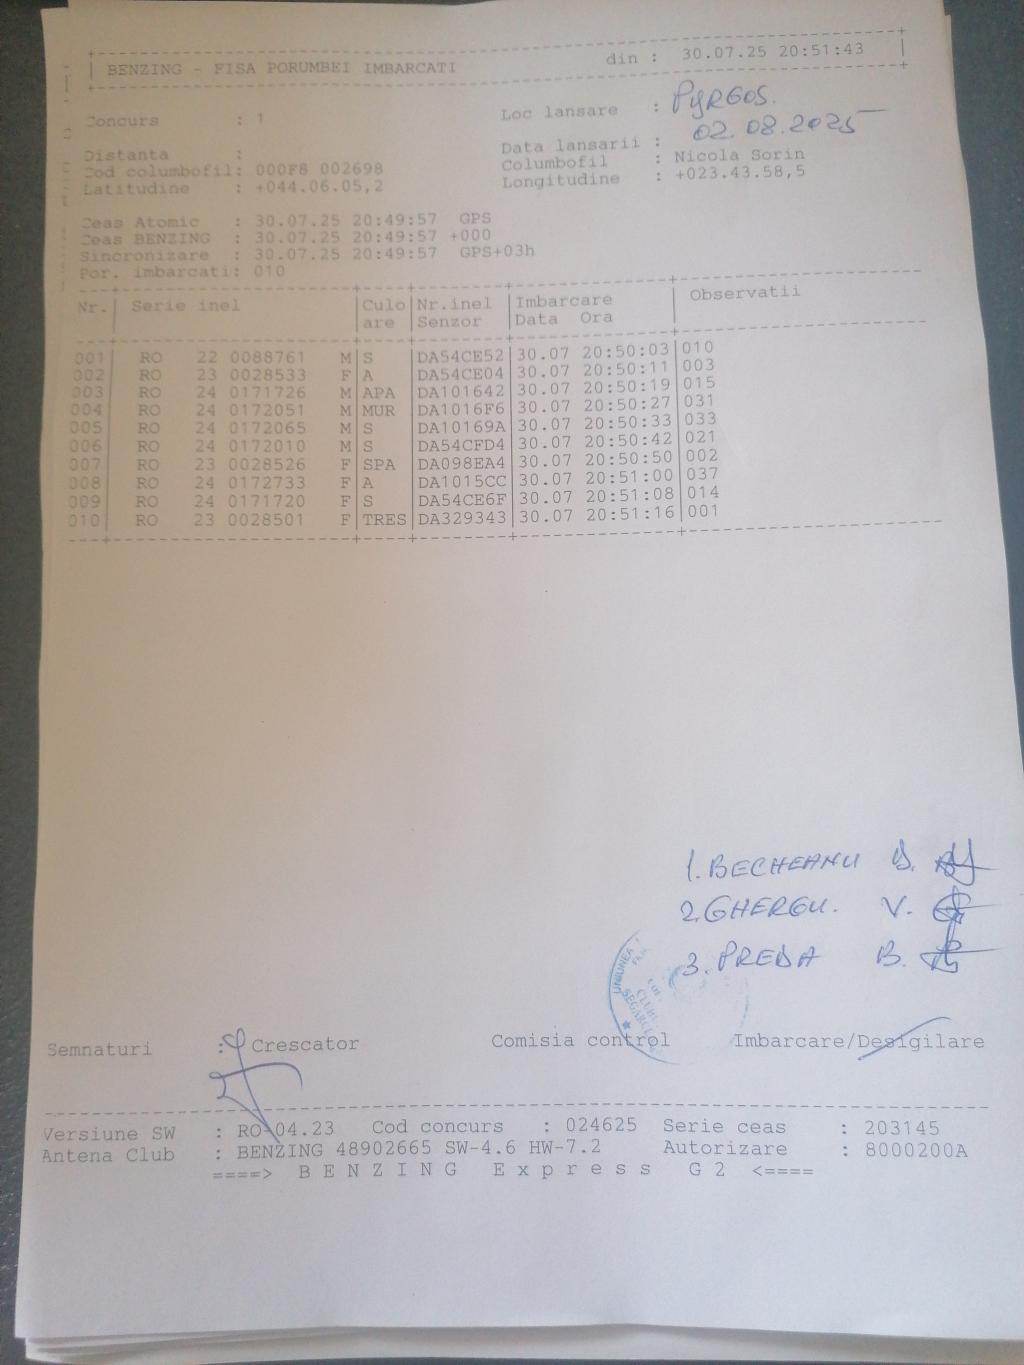 BENZING - FISA PORUMBEI IMBARCATI din : 30.07.25 20:51:43
Concurs : 1 Loc lansare : PYRGOS.
Data lansarii : 02.08.2025
Distanta : Columbofil : Nicola Sorin
Cod columbofil: 000F8 002698 Longitudine : +023.43.58,5
Latitudine : +044.06.05,2
Ceas Atomic : 30.07.25 20:49:57 GPS
Ceas BENZING : 30.07.25 20:49:57 +000
Sincronizare : 30.07.25 20:49:57 GPS+03h
Por. imbarcati: 010
Nr. Serie inel Culo Nr.inel Imbarcare Observatii
are Senzor Data Ora
001 RO 22 0088761 M S DA54CE52 30.07 20:50:03 010
002 RO 23 0028533 F A DA54CE04 30.07 20:50:11 003
003 RO 24 0171726 M APA DA101642 30.07 20:50:19 015
004 RO 24 0172051 M MUR DA1016F6 30.07 20:50:27 031
005 RO 24 0172065 M S DA10169A 30.07 20:50:33 033
006 RO 24 0172010 M S DA54CFD4 30.07 20:50:42 021
007 RO 23 0028526 F SPA DA098EA4 30.07 20:50:50 002
008 RO 24 0172733 F A DA1015CC 30.07 20:51:00 037
009 RO 24 0171720 F S DA54CE6F 30.07 20:51:08 014
010 RO 23 0028501 F TRES DA329343 30.07 20:51:16 001
1. BECHEANU D.
2. GHERGU. V.
3. PREDA B.
UNIUNEA
Semnaturi : Crescator Comisia control Imbarcare/Desigilare
Versiune SW : RO-04.23 Cod concurs : 024625 Serie ceas : 203145
Antena Club : BENZING 48902665 SW-4.6 HW-7.2 Autorizare : 8000200A
====> B E N Z I N G E x p r e s s G 2 <====